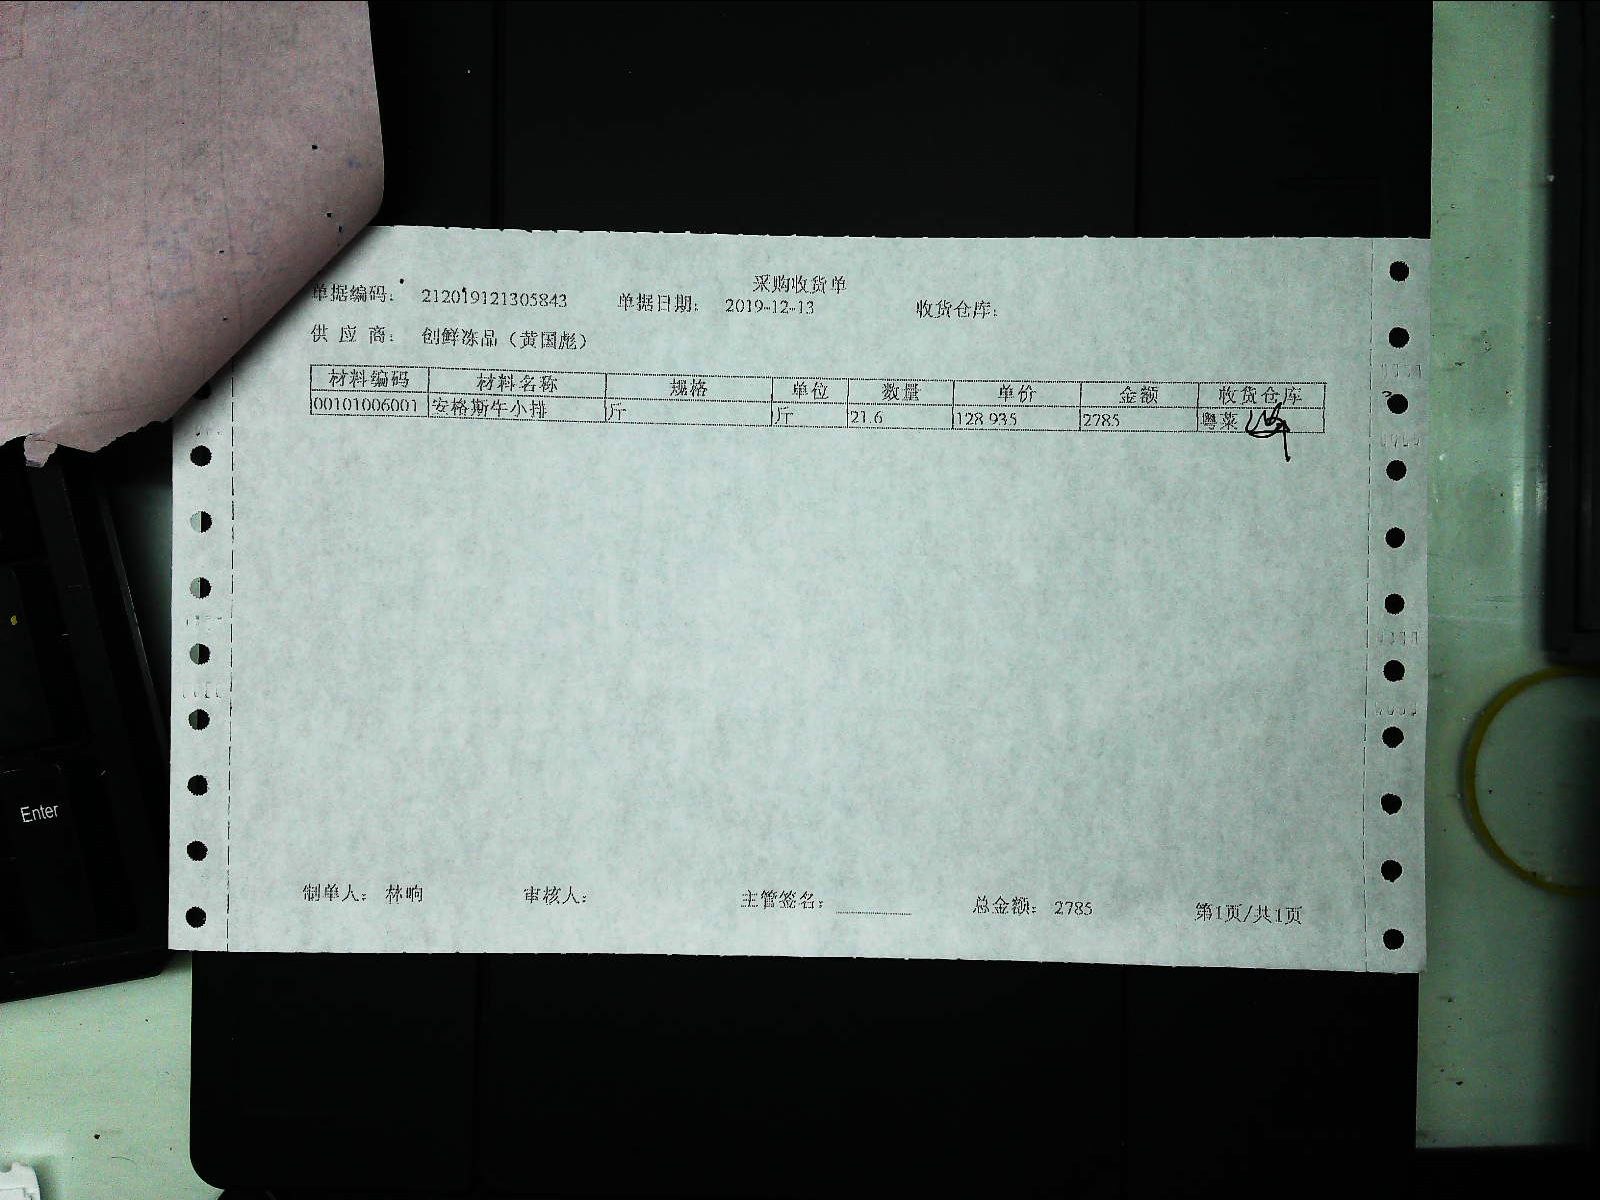 采购收货单
单据编码： 212019121305843 单据日期： 2019-12-13 收货仓库：
供 应 商： 创鲜冻品（黄国彪）
材料编码 材料名称 规格 单位 数量 单价 金额 收货仓库
00101006001 安格斯牛小排 斤 斤 21.6 128.935 2785 粤菜
制单人： 林响 审核人： 主管签名： 总金额： 2785 第1页/共1页
Enter